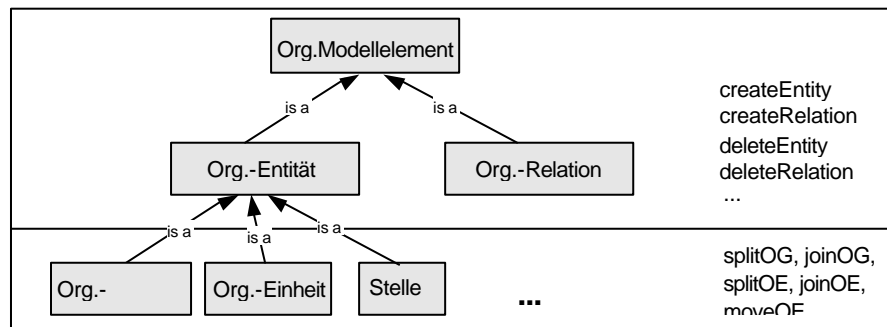 Org.Modellelement
createEntity
is a
is a
createRelation
deleteEntity
Org.-Entität
Org.-Relation
deleteRelation
...
is a
is a
is a
splitOG, joinOG,
Org.-
Org.-Einheit
Stelle
...
splitOE, joinOE,
moveOE